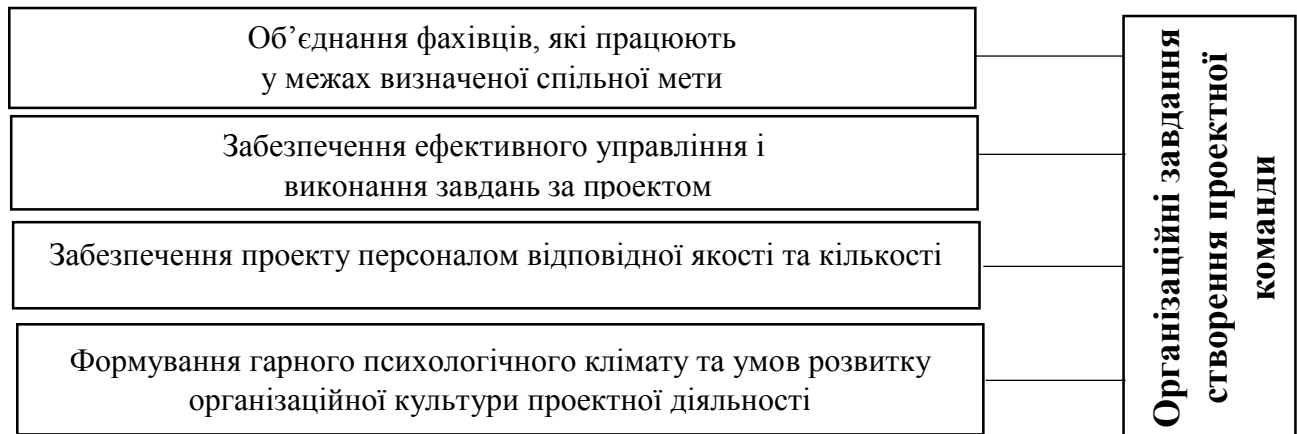 Об’єднання фахівців, які працюють
у межах визначеної спільної мети
Забезпечення ефективного управління і
виконання завдань за проектом
Забезпечення проекту персоналом відповідної якості та кількості
Формування гарного психологічного клімату та умов розвитку
організаційної культури проектної діяльності
Організаційні завдання
створення проектної
команди